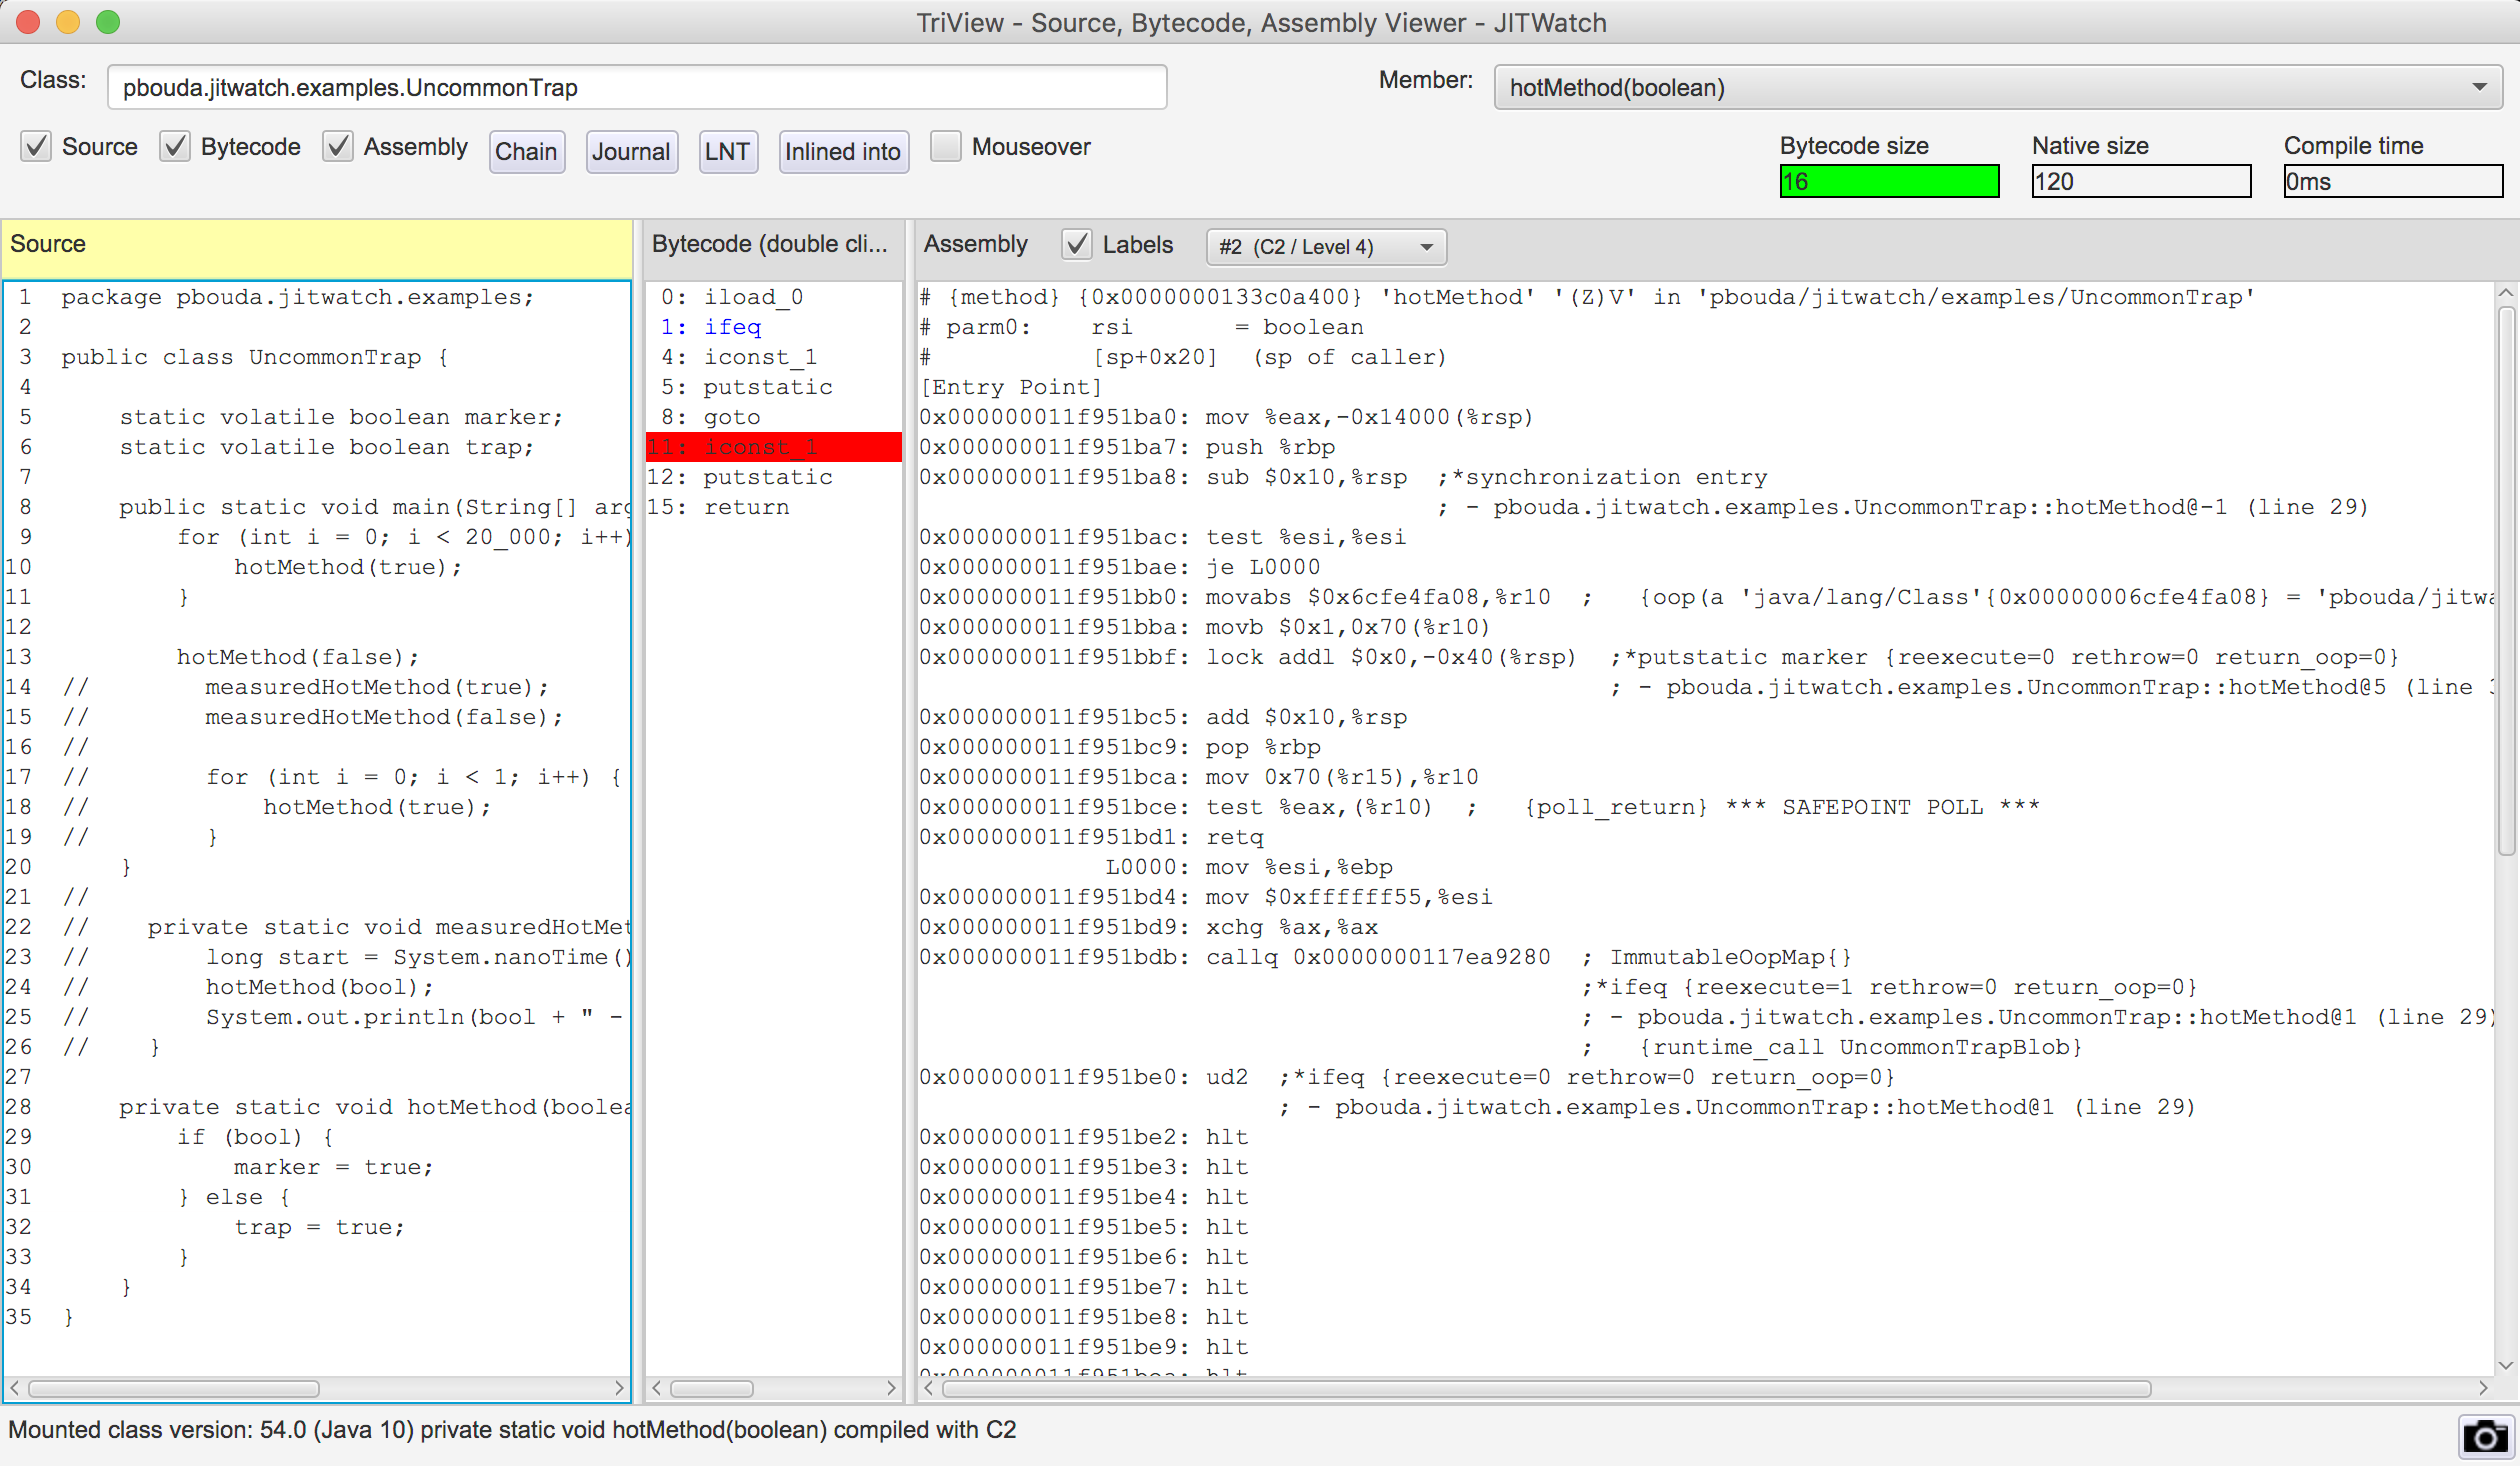 TriView - Source, Bytecode, Assembly Viewer - JITWatch
Class: pbouda.jitwatch.examples.UncommonTrap Member: hotMethod(boolean)
Source Bytecode Assembly Chain Journal LNT Inlined into Mouseover
Bytecode size Native size Compile time
16 120 0ms
Source
1 package pbouda.jitwatch.examples;
2
3 public class UncommonTrap {
4
5 static volatile boolean marker;
6 static volatile boolean trap;
7
8 public static void main(String[] arg
9 for (int i = 0; i < 20_000; i++)
10 hotMethod(true);
11 }
12
13 hotMethod(false);
14 // measuredHotMethod(true);
15 // measuredHotMethod(false);
16 //
17 // for (int i = 0; i < 1; i++) {
18 // hotMethod(true);
19 // }
20 }
21 //
22 // private static void measuredHotMet
23 // long start = System.nanoTime()
24 // hotMethod(bool);
25 // System.out.println(bool + " -
26 // }
27
28 private static void hotMethod(boolea
29 if (bool) {
30 marker = true;
31 } else {
32 trap = true;
33 }
34 }
35 }
Bytecode (double cli...
0: iload_0
1: ifeq
4: iconst_1
5: putstatic
8: goto
11: iconst_1
12: putstatic
15: return
Assembly Labels #2 (C2 / Level 4)
# {method} {0x0000000133c0a400} 'hotMethod' '(Z)V' in 'pbouda/jitwatch/examples/UncommonTrap'
# parm0: rsi = boolean
# [sp+0x20] (sp of caller)
[Entry Point]
0x000000011f951ba0: mov %eax,-0x14000(%rsp)
0x000000011f951ba7: push %rbp
0x000000011f951ba8: sub $0x10,%rsp ;*synchronization entry
; - pbouda.jitwatch.examples.UncommonTrap::hotMethod@-1 (line 29)
0x000000011f951bac: test %esi,%esi
0x000000011f951bae: je L0000
0x000000011f951bb0: movabs $0x6cfe4fa08,%r10 ; {oop(a 'java/lang/Class'{0x00000006cfe4fa08} = 'pbouda/jitwa
0x000000011f951bba: movb $0x1,0x70(%r10)
0x000000011f951bbf: lock addl $0x0,-0x40(%rsp) ;*putstatic marker {reexecute=0 rethrow=0 return_oop=0}
; - pbouda.jitwatch.examples.UncommonTrap::hotMethod@5 (line 3
0x000000011f951bc5: add $0x10,%rsp
0x000000011f951bc9: pop %rbp
0x000000011f951bca: mov 0x70(%r15),%r10
0x000000011f951bce: test %eax,(%r10) ; {poll_return} *** SAFEPOINT POLL ***
0x000000011f951bd1: retq
L0000: mov %esi,%ebp
0x000000011f951bd4: mov $0xffffff55,%esi
0x000000011f951bd9: xchg %ax,%ax
0x000000011f951bdb: callq 0x0000000117ea9280 ; ImmutableOopMap{}
;*ifeq {reexecute=1 rethrow=0 return_oop=0}
; - pbouda.jitwatch.examples.UncommonTrap::hotMethod@1 (line 29)
; {runtime_call UncommonTrapBlob}
0x000000011f951be0: ud2 ;*ifeq {reexecute=0 rethrow=0 return_oop=0}
; - pbouda.jitwatch.examples.UncommonTrap::hotMethod@1 (line 29)
0x000000011f951be2: hlt
0x000000011f951be3: hlt
0x000000011f951be4: hlt
0x000000011f951be5: hlt
0x000000011f951be6: hlt
0x000000011f951be7: hlt
0x000000011f951be8: hlt
0x000000011f951be9: hlt
Mounted class version: 54.0 (Java 10) private static void hotMethod(boolean) compiled with C2